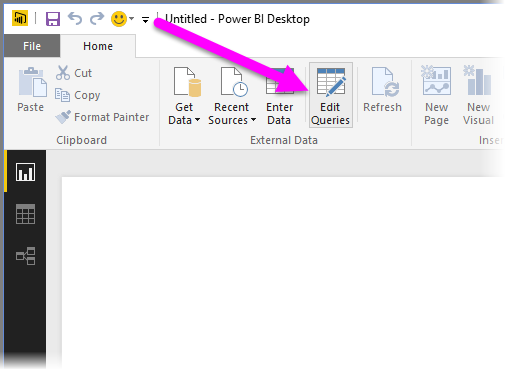 Untitled - Power BI Desktop
File Home
Paste
Cut
Copy
Format Painter
Clipboard
Get
Data
Recent
Sources
Enter
Data
Edit
Queries
Refresh
External Data
New
Page
New
Visual